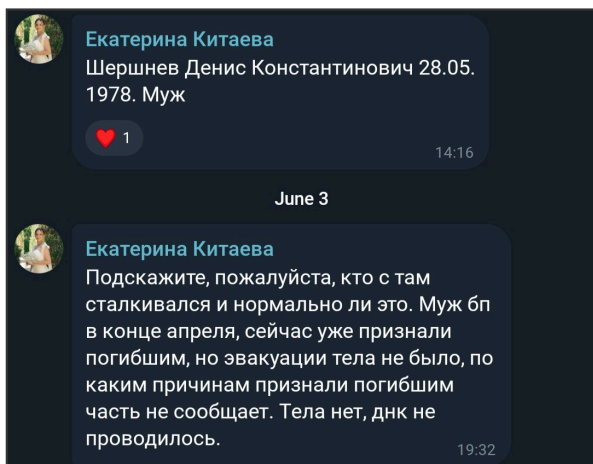 Екатерина Китаева
Шершнев Денис Константинович 28.05.
1978. Муж
1
14:16
June 3
Екатерина Китаева
Подскажите, пожалуйста, кто с там
сталкивался и нормально ли это. Муж бп
в конце апреля, сейчас уже признали
погибшим, но эвакуации тела не было, по
каким причинам признали погибшим
часть не сообщает. Тела нет, днк не
проводилось.
19:32